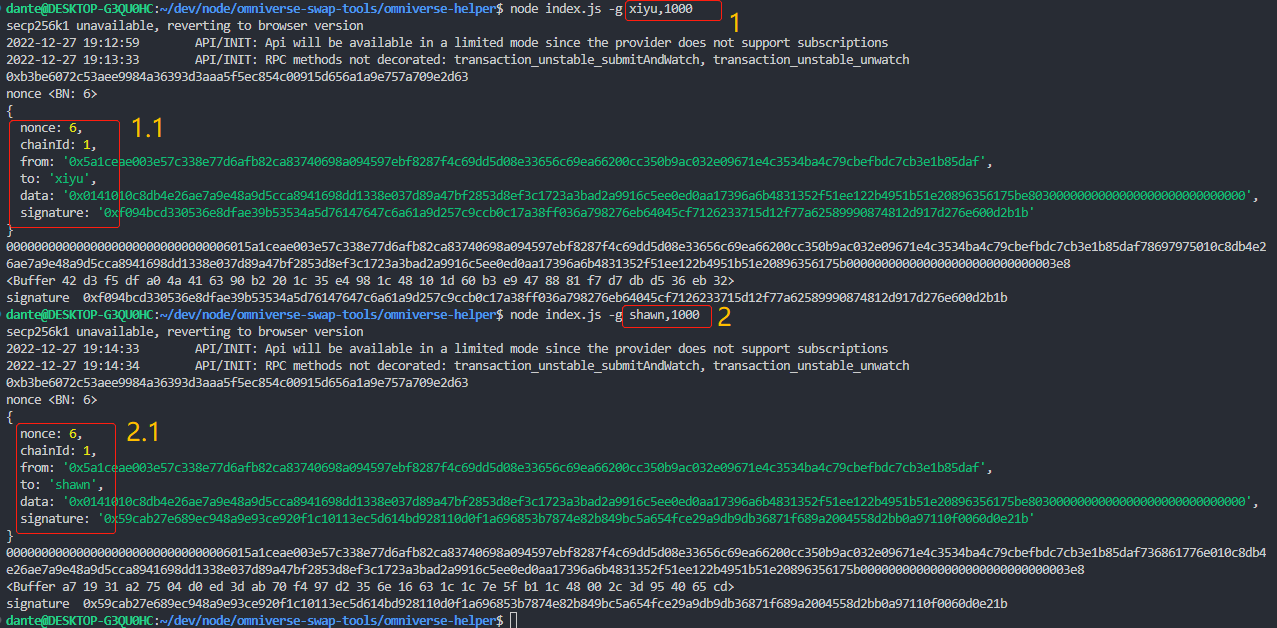 dante@DESKTOP-G3QU0HC:~/dev/node/omniverse-swap-tools/omniverse-helper$ node index.js -g xiyu,1000
1
secp256k1 unavailable, reverting to browser version
2022-12-27 19:12:59 API/INIT: Api will be available in a limited mode since the provider does not support subscriptions
2022-12-27 19:13:33 API/INIT: RPC methods not decorated: transaction_unstable_submitAndWatch, transaction_unstable_unwatch
0xb3be6072c53aee9984a36393d3aaa5f5ec854c00915d656a1a9e757a709e2d63
nonce <BN: 6>
{
1.1
nonce: 6,
chainId: 1,
from: '0x5a1ceae003e57c338e77d6afb82ca83740698a094597ebf8287f4c69dd5d08e33656c69ea66200cc350b9ac032e09671e4c3534ba4c79cbefbdc7cb3e1b85daf',
to: 'xiyu',
data: '0x0141010c8db4e26ae7a9e48a9d5cca8941698dd1338e037d89a47bf2853d8ef3c1723a3bad2a9916c5ee0ed0aa17396a6b4831352f51ee122b4951b51e20896356175be8030000000000000000000000000000',
signature: '0xf094bcd330536e8dfae39b53534a5d76147647c6a61a9d257c9ccb0c17a38ff036a798276eb64045cf7126233715d12f77a62589990874812d917d276e600d2b1b'
}
00000000000000000000000000000006015a1ceae003e57c338e77d6afb82ca83740698a094597ebf8287f4c69dd5d08e33656c69ea66200cc350b9ac032e09671e4c3534ba4c79cbefbdc7cb3e1b85daf78697975010c8db4e2
6ae7a9e48a9d5cca8941698dd1338e037d89a47bf2853d8ef3c1723a3bad2a9916c5ee0ed0aa17396a6b4831352f51ee122b4951b51e20896356175b000000000000000000000000000003e8
<Buffer 42 d3 f5 df a0 4a 41 63 90 b2 20 1c 35 e4 98 1c 48 10 1d 60 b3 e9 47 88 81 f7 d7 db d5 36 eb 32>
signature 0xf094bcd330536e8dfae39b53534a5d76147647c6a61a9d257c9ccb0c17a38ff036a798276eb64045cf7126233715d12f77a62589990874812d917d276e600d2b1b
dante@DESKTOP-G3QU0HC:~/dev/node/omniverse-swap-tools/omniverse-helper$ node index.js -g shawn,1000
2
secp256k1 unavailable, reverting to browser version
2022-12-27 19:14:33 API/INIT: Api will be available in a limited mode since the provider does not support subscriptions
2022-12-27 19:14:34 API/INIT: RPC methods not decorated: transaction_unstable_submitAndWatch, transaction_unstable_unwatch
0xb3be6072c53aee9984a36393d3aaa5f5ec854c00915d656a1a9e757a709e2d63
nonce <BN: 6>
{
2.1
nonce: 6,
chainId: 1,
from: '0x5a1ceae003e57c338e77d6afb82ca83740698a094597ebf8287f4c69dd5d08e33656c69ea66200cc350b9ac032e09671e4c3534ba4c79cbefbdc7cb3e1b85daf',
to: 'shawn',
data: '0x0141010c8db4e26ae7a9e48a9d5cca8941698dd1338e037d89a47bf2853d8ef3c1723a3bad2a9916c5ee0ed0aa17396a6b4831352f51ee122b4951b51e20896356175be8030000000000000000000000000000',
signature: '0x59cab27e689ec948a9e93ce920f1c10113ec5d614bd928110d0f1a696853b7874e82b849bc5a654fce29a9db9db36871f689a2004558d2bb0a97110f0060d0e21b'
}
00000000000000000000000000000006015a1ceae003e57c338e77d6afb82ca83740698a094597ebf8287f4c69dd5d08e33656c69ea66200cc350b9ac032e09671e4c3534ba4c79cbefbdc7cb3e1b85daf736861776e010c8db4
e26ae7a9e48a9d5cca8941698dd1338e037d89a47bf2853d8ef3c1723a3bad2a9916c5ee0ed0aa17396a6b4831352f51ee122b4951b51e20896356175b000000000000000000000000000003e8
<Buffer a7 19 31 a2 75 04 d0 ed 3d ab 70 f4 97 d2 35 6e 16 63 1c 1c 7e 5f b1 1c 48 00 2c 3d 95 40 65 cd>
signature 0x59cab27e689ec948a9e93ce920f1c10113ec5d614bd928110d0f1a696853b7874e82b849bc5a654fce29a9db9db36871f689a2004558d2bb0a97110f0060d0e21b
dante@DESKTOP-G3QU0HC:~/dev/node/omniverse-swap-tools/omniverse-helper$